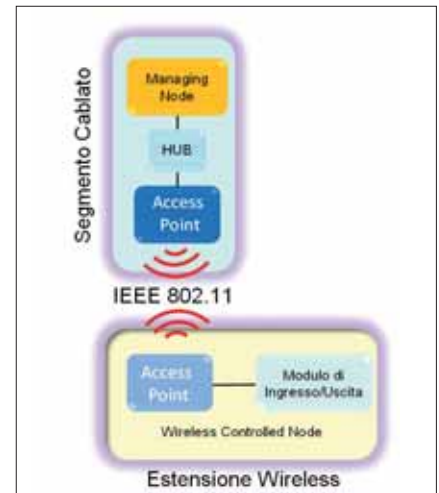 Segmento Cablato
Managing
Node
HUB
Access
Point
IEEE 802.11
Access
Point
Modulo di
Ingresso/Uscita
Wireless Controlled Node
Estensione Wireless